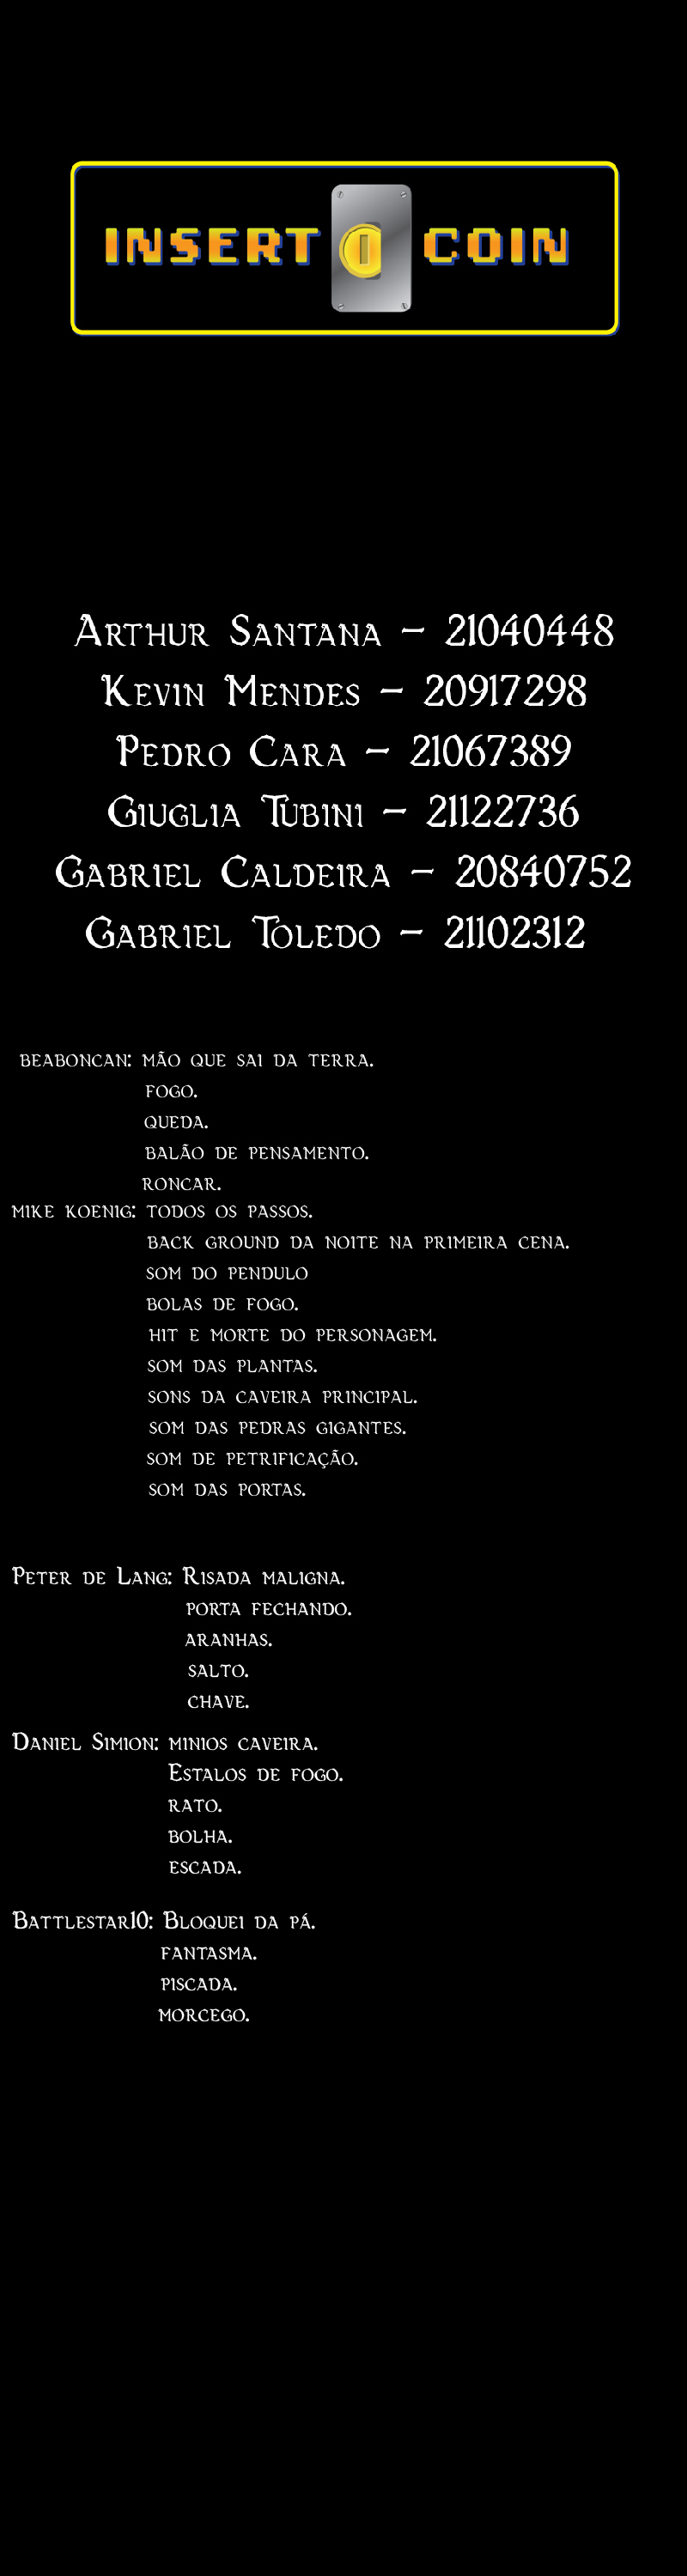 INSERT COIN
Arthur Santana - 21040448
Kevin Mendes - 20917298
Pedro Cara - 21067389
Giuglia Tubini - 21122736
Gabriel Caldeira - 20840752
Gabriel Toledo - 21102312
beaboncan: mão que sai da terra.
fogo.
queda.
balão de pensamento.
roncar.
mike koenig: todos os passos.
back ground da noite na primeira cena.
som do pendulo
bolas de fogo.
hit e morte do personagem.
som das plantas.
sons da caveira principal.
som das pedras gigantes.
som de petrificação.
som das portas.
Peter de Lang: Risada maligna.
porta fechando.
aranhas.
salto.
chave.
Daniel Simion: minios caveira.
Estalos de fogo.
rato.
bolha.
escada.
Battlestar10: Bloquei da pá.
fantasma.
piscada.
morcego.